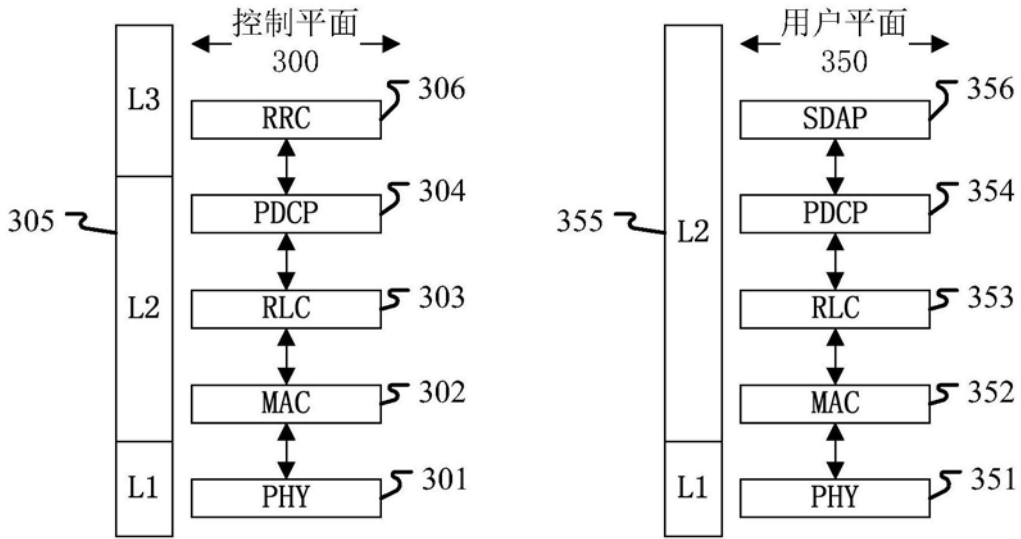 控制平面
300
L3
RRC
306
PDCP
304
305
L2
RLC
303
MAC
302
L1
PHY
301
用户平面
350
SDAP
356
PDCP
354
355
L2
RLC
353
MAC
352
L1
PHY
351